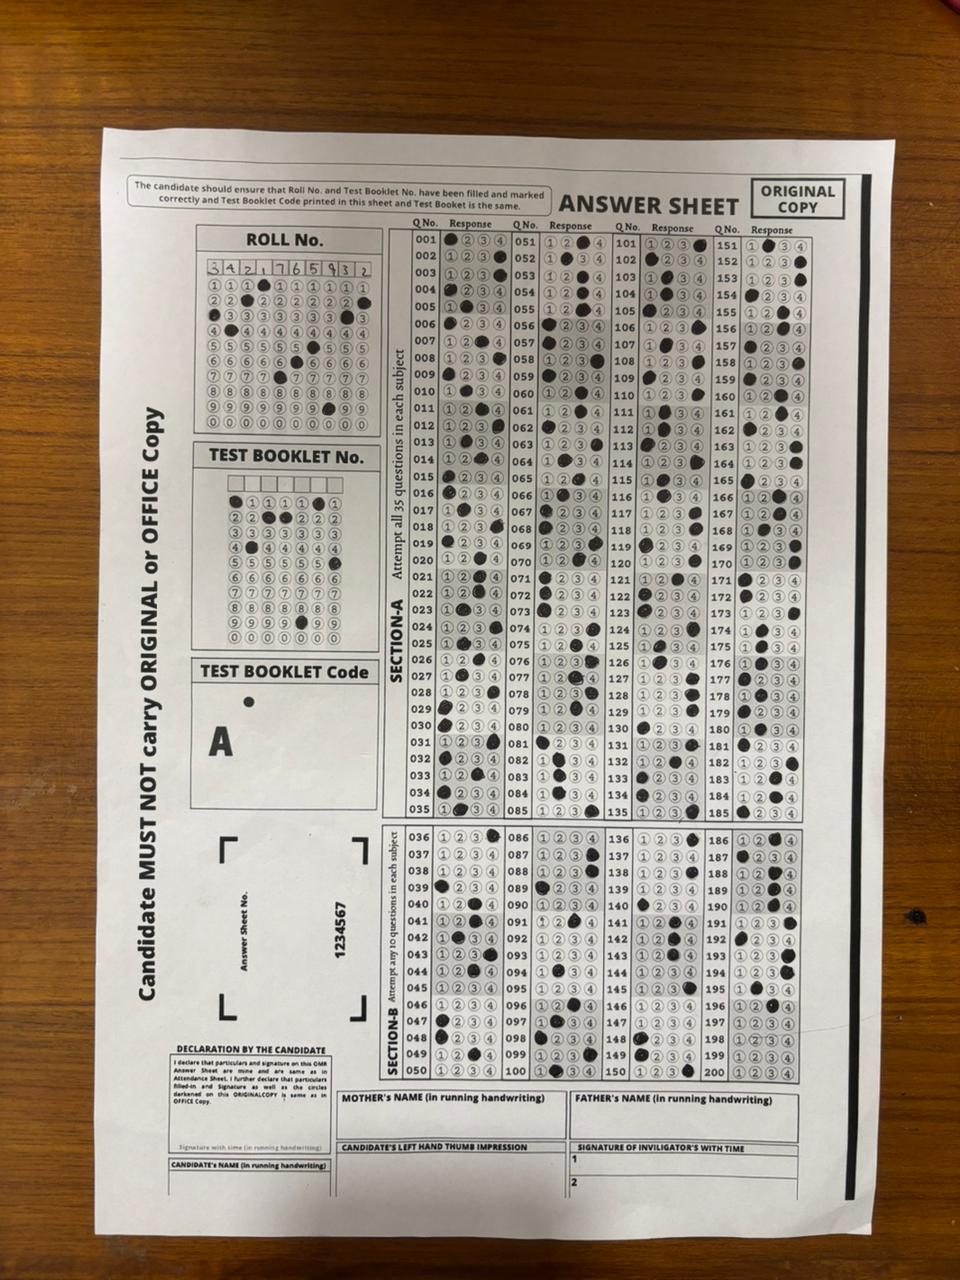 The candidate should ensure that Roll No. and Test Booklet No. have been filled and marked
correctly and Test Booklet Code printed in this sheet and Test Booket is the same.
ANSWER SHEET
ORIGINAL
COPY
Candidate MUST NOT carry ORIGINAL or OFFICE Copy
ROLL No.
3 4 2 1 7 6 5 9 3 2
TEST BOOKLET No.
TEST BOOKLET Code
A
Answer Sheet No.
1234567
SECTION-A Attempt all 35 questions in each subject
Q No. Response Q No. Response Q No. Response Q No. Response
001 051 101 151
002 052 102 152
003 053 103 153
004 054 104 154
005 055 105 155
006 056 106 156
007 057 107 157
008 058 108 158
009 059 109 159
010 060 110 160
011 061 111 161
012 062 112 162
013 063 113 163
014 064 114 164
015 065 115 165
016 066 116 166
017 067 117 167
018 068 118 168
019 069 119 169
020 070 120 170
021 071 121 171
022 072 122 172
023 073 123 173
024 074 124 174
025 075 125 175
026 076 126 176
027 077 127 177
028 078 128 178
029 079 129 179
030 080 130 180
031 081 131 181
032 082 132 182
033 083 133 183
034 084 134 184
035 085 135 185
SECTION-B Attempt any 10 questions in each subject
036 086 136 186
037 087 137 187
038 088 138 188
039 089 139 189
040 090 140 190
041 091 141 191
042 092 142 192
043 093 143 193
044 094 144 194
045 095 145 195
046 096 146 196
047 097 147 197
048 098 148 198
049 099 149 199
050 100 150 200
DECLARATION BY THE CANDIDATE
I declare that particulars and signature on this OMR
Answer Sheet are mine and are same as in
Attendance Sheet. I further declare that particulars
filled-in and Signature as well as the circles
darkened on this ORIGINALCOPY is same as in
OFFICE Copy.
Signature with time (in running handwriting)
CANDIDATE's NAME (in running handwriting)
MOTHER's NAME (in running handwriting)
FATHER's NAME (in running handwriting)
CANDIDATE'S LEFT HAND THUMB IMPRESSION
SIGNATURE OF INVILIGATOR'S WITH TIME
1
2